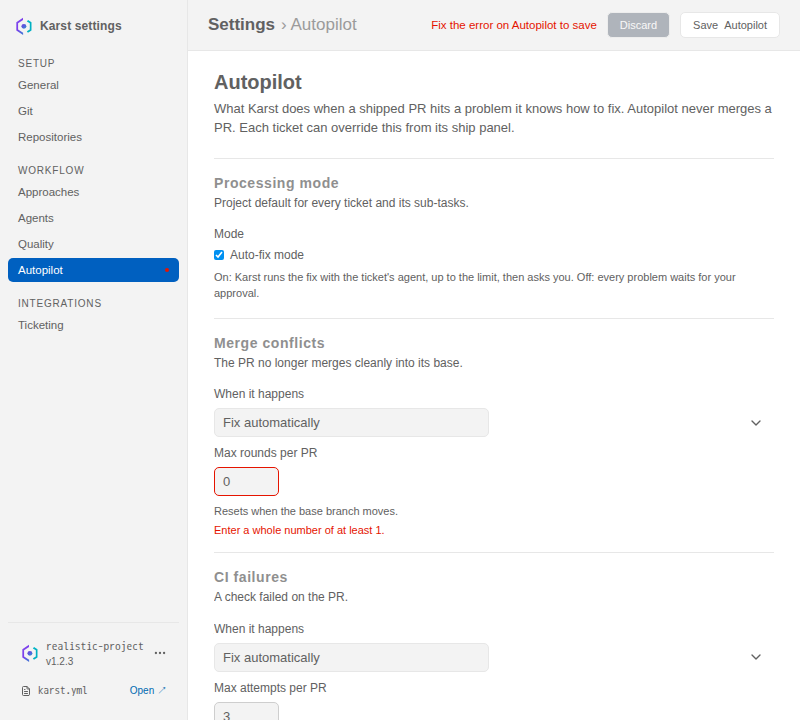 Karst settings
SETUP
General
Git
Repositories
WORKFLOW
Approaches
Agents
Quality
Autopilot
INTEGRATIONS
Ticketing
realistic-project
v1.2.3
karst.yml
Open ↗
Settings › Autopilot
Fix the error on Autopilot to save
Discard
Save Autopilot
Autopilot
What Karst does when a shipped PR hits a problem it knows how to fix. Autopilot never merges a
PR. Each ticket can override this from its ship panel.
Processing mode
Project default for every ticket and its sub-tasks.
Mode
Auto-fix mode
On: Karst runs the fix with the ticket's agent, up to the limit, then asks you. Off: every problem waits for your
approval.
Merge conflicts
The PR no longer merges cleanly into its base.
When it happens
Fix automatically
Max rounds per PR
0
Resets when the base branch moves.
Enter a whole number of at least 1.
CI failures
A check failed on the PR.
When it happens
Fix automatically
Max attempts per PR
3